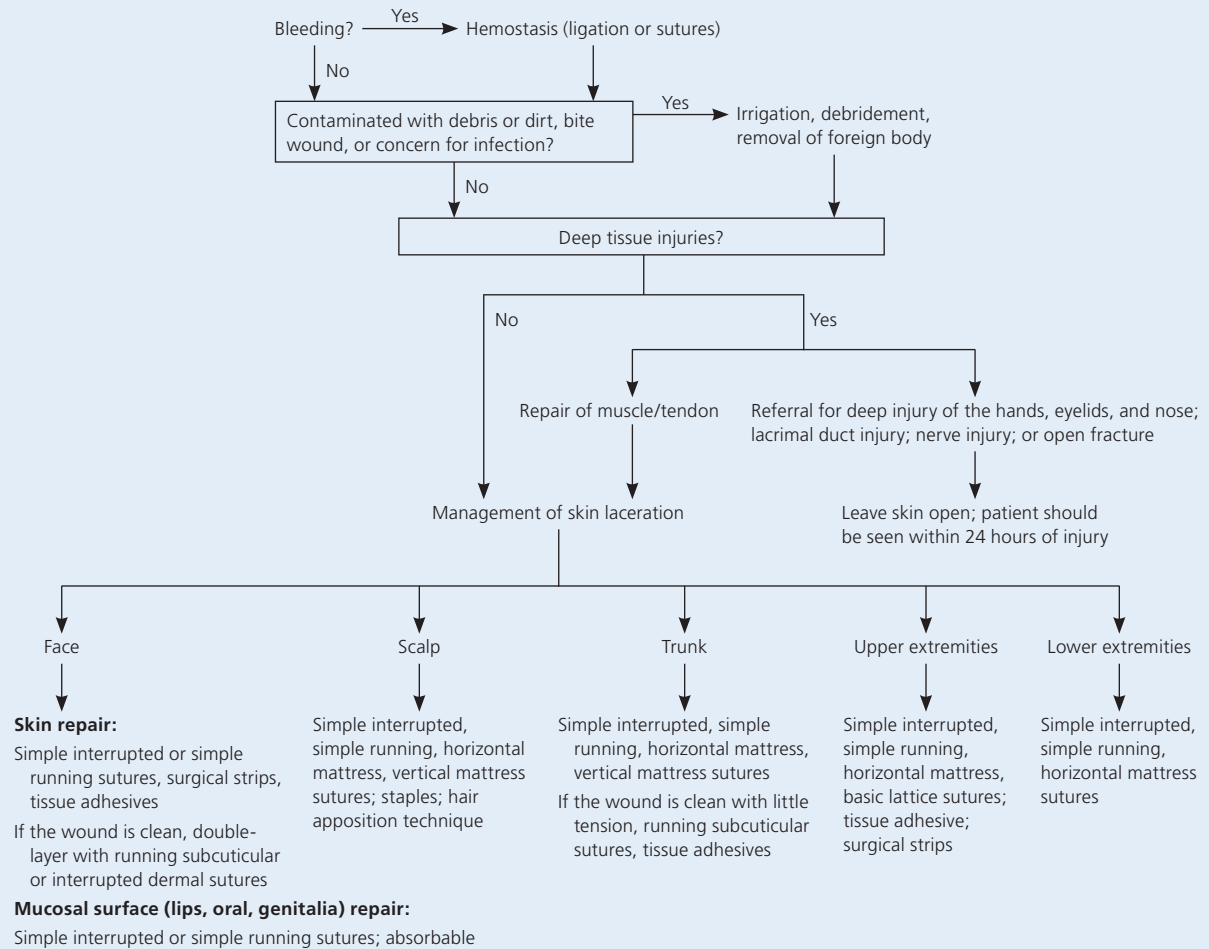 Bleeding?
Yes
Hemostasis (ligation or sutures)
No
Contaminated with debris or dirt, bite
wound, or concern for infection?
Yes
Irrigation, debridement,
removal of foreign body
No
Deep tissue injuries?
No
Yes
Repair of muscle/tendon
Referral for deep injury of the hands, eyelids, and nose;
lacrimal duct injury; nerve injury; or open fracture
Management of skin laceration
Leave skin open; patient should
be seen within 24 hours of injury
Face
Scalp
Trunk
Upper extremities
Lower extremities
Skin repair:
Simple interrupted or simple
running sutures, surgical strips,
tissue adhesives
If the wound is clean, double-
layer with running subcuticular
or interrupted dermal sutures
Mucosal surface (lips, oral, genitalia) repair:
Simple interrupted or simple running sutures; absorbable
Simple interrupted,
simple running, horizontal
mattress, vertical mattress
sutures; staples; hair
apposition technique
Simple interrupted, simple
running, horizontal mattress,
vertical mattress sutures
If the wound is clean with little
tension, running subcuticular
sutures, tissue adhesives
Simple interrupted,
simple running,
horizontal mattress,
basic lattice sutures;
tissue adhesive;
surgical strips
Simple interrupted,
simple running,
horizontal mattress
sutures